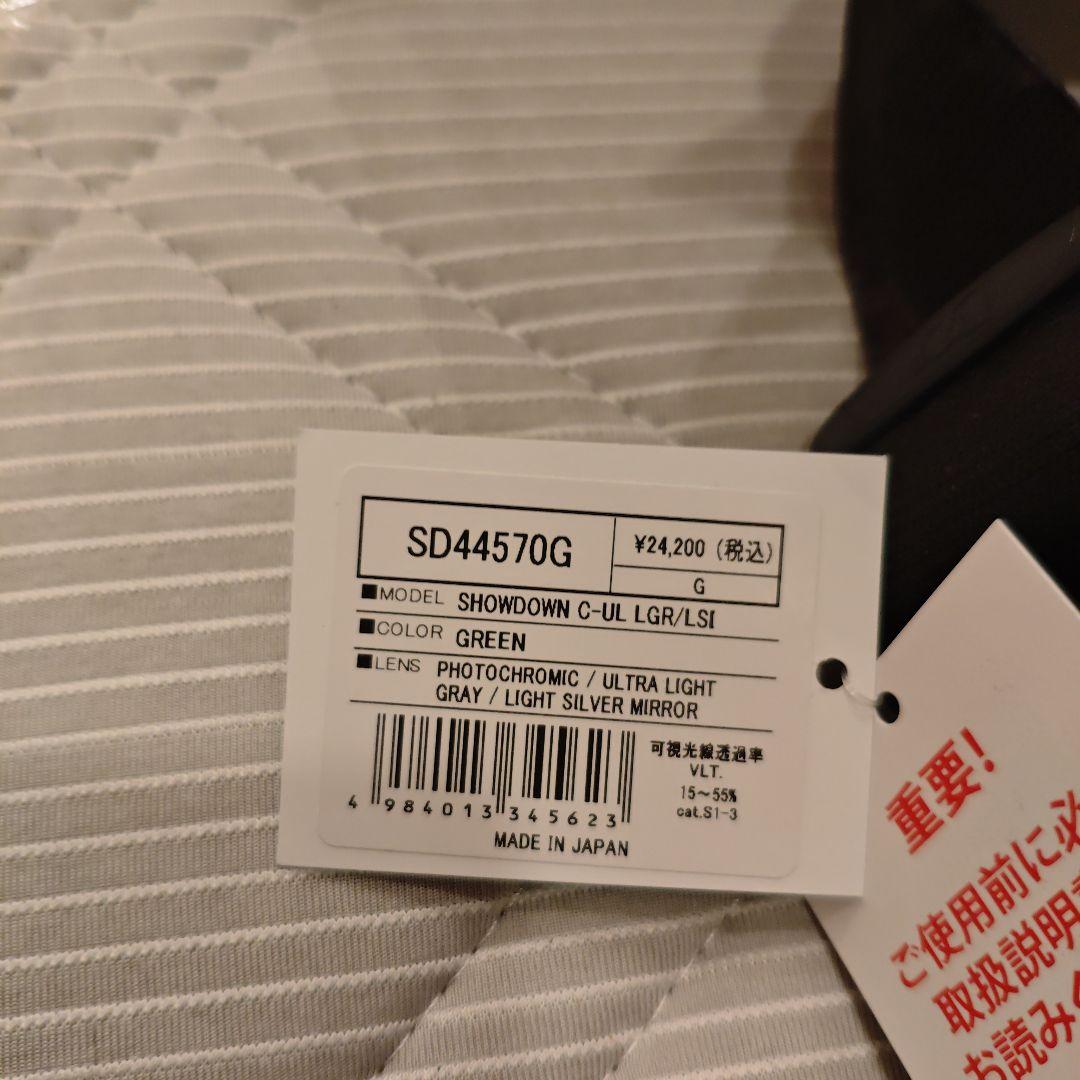 SD44570G
¥24,200 (税込)
G
■MODEL SHOWDOWN C-UL LGR/LSI
■COLOR GREEN
■LENS PHOTOCHROMIC / ULTRA LIGHT
GRAY / LIGHT SILVER MIRROR
4 984013 345623
可視光線透過率
VLT.
15～55%
cat.S1-3
MADE IN JAPAN
重要!
ご使用前に必
取扱説明
お読み